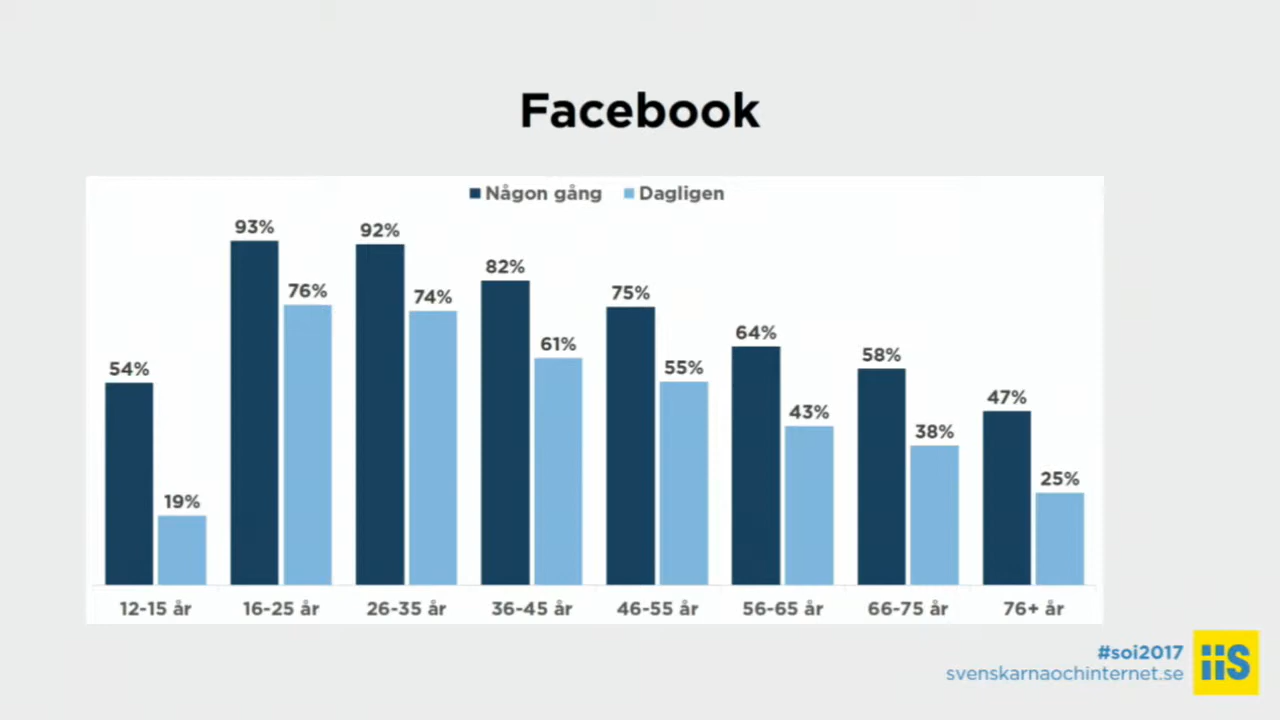 Facebook
Någon gång Dagligen
54% 19% 93% 76% 92% 74% 82% 61% 75% 55% 64% 43% 58% 38% 47% 25%
12-15 år 16-25 år 26-35 år 36-45 år 46-55 år 56-65 år 66-75 år 76+ år
#soi2017
svenskarnaochinternet.se
iiS